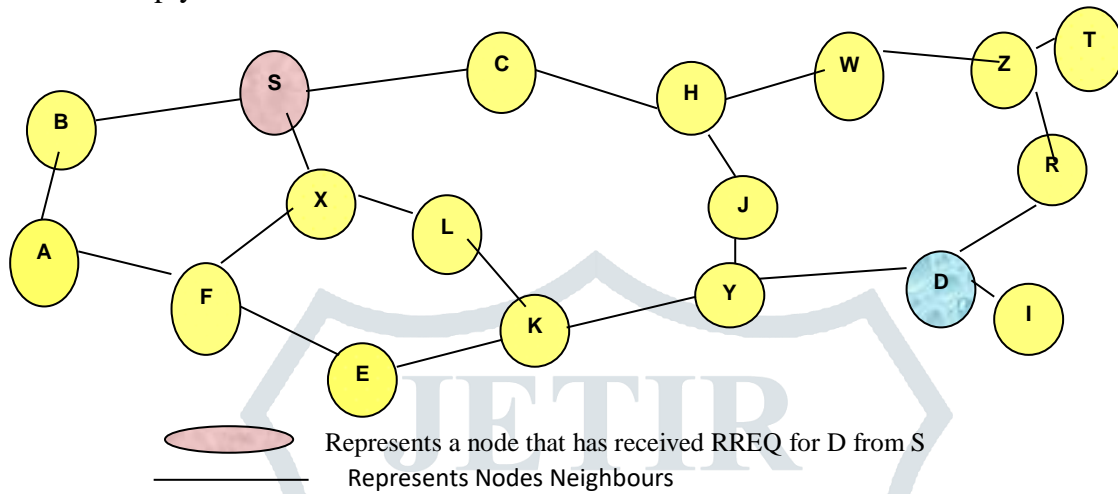 T
C
W
Z
S
H
B
R
X
J
L
A
D
F
Y
I
K
E
JETIR
Represents a node that has received RREQ for D from S
Represents Nodes Neighbours